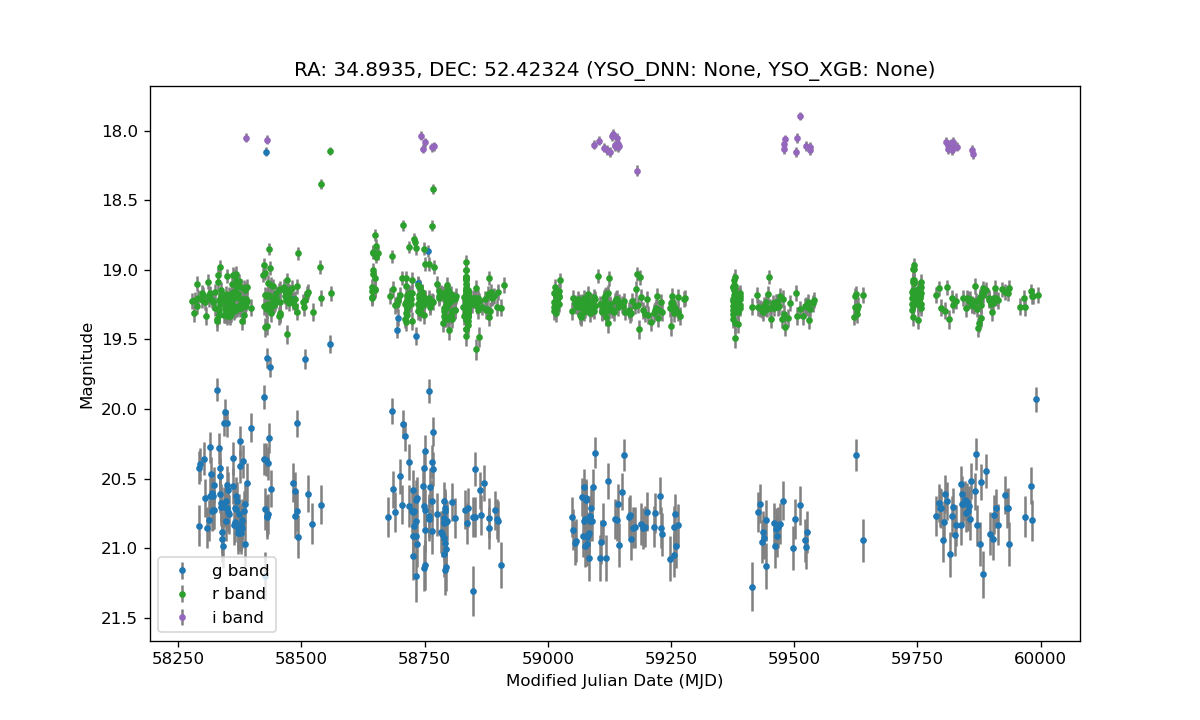 RA: 34.8935, DEC: 52.42324 (YSO_DNN: None, YSO_XGB: None)
Magnitude
18.0
18.5
19.0
19.5
20.0
20.5
21.0
21.5
g band
r band
i band
58250 58500 58750 59000 59250 59500 59750 60000
Modified Julian Date (MJD)